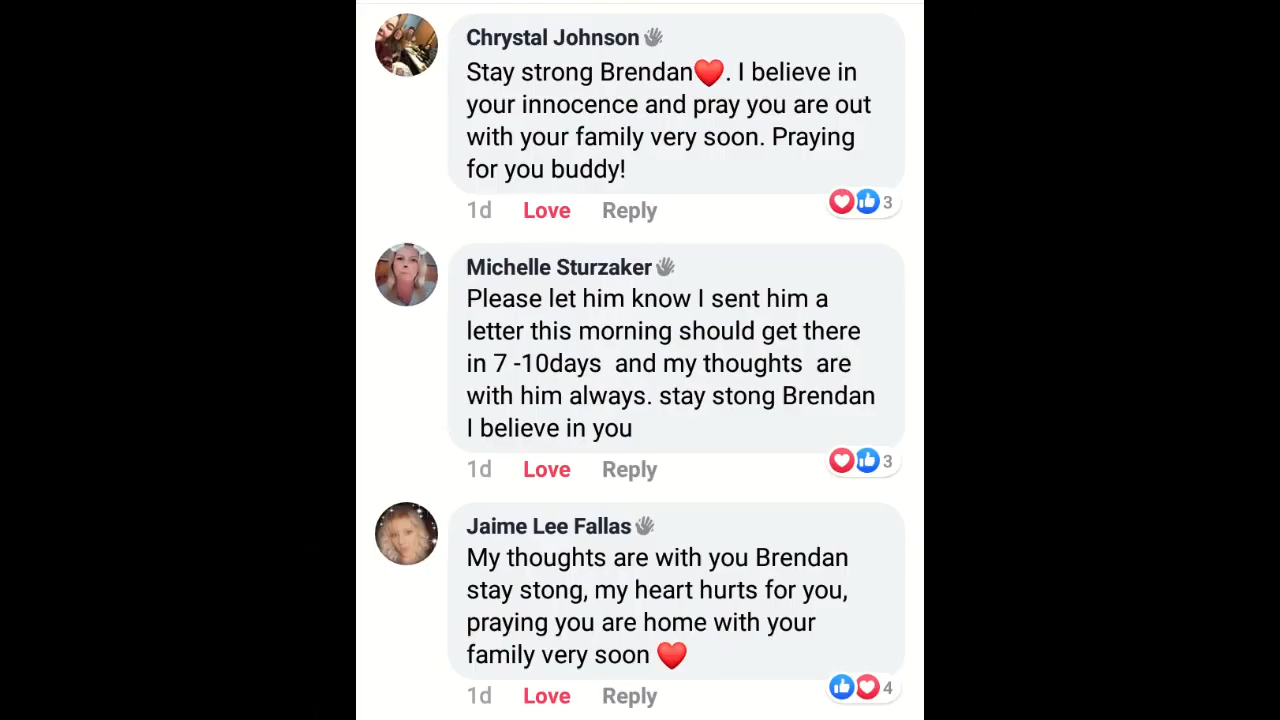 Chrystal Johnson
Stay strong Brendan❤️. I believe in
your innocence and pray you are out
with your family very soon. Praying
for you buddy!
1d Love Reply 3
Michelle Sturzaker
Please let him know I sent him a
letter this morning should get there
in 7 -10days  and my thoughts  are
with him always. stay stong Brendan
I believe in you
1d Love Reply 3
Jaime Lee Fallas
My thoughts are with you Brendan
stay stong, my heart hurts for you,
praying you are home with your
family very soon ❤️
1d Love Reply 4